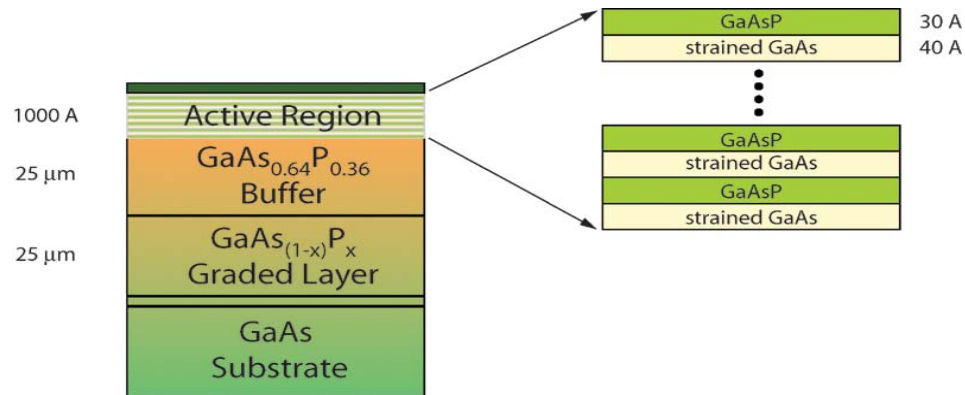 1000 A
Active Region
25 μm
GaAs0.64P0.36
Buffer
25 μm
GaAs(1-x)Px
Graded Layer
GaAs
Substrate
GaAsP
30 A
strained GaAs
40 A
GaAsP
strained GaAs
GaAsP
strained GaAs